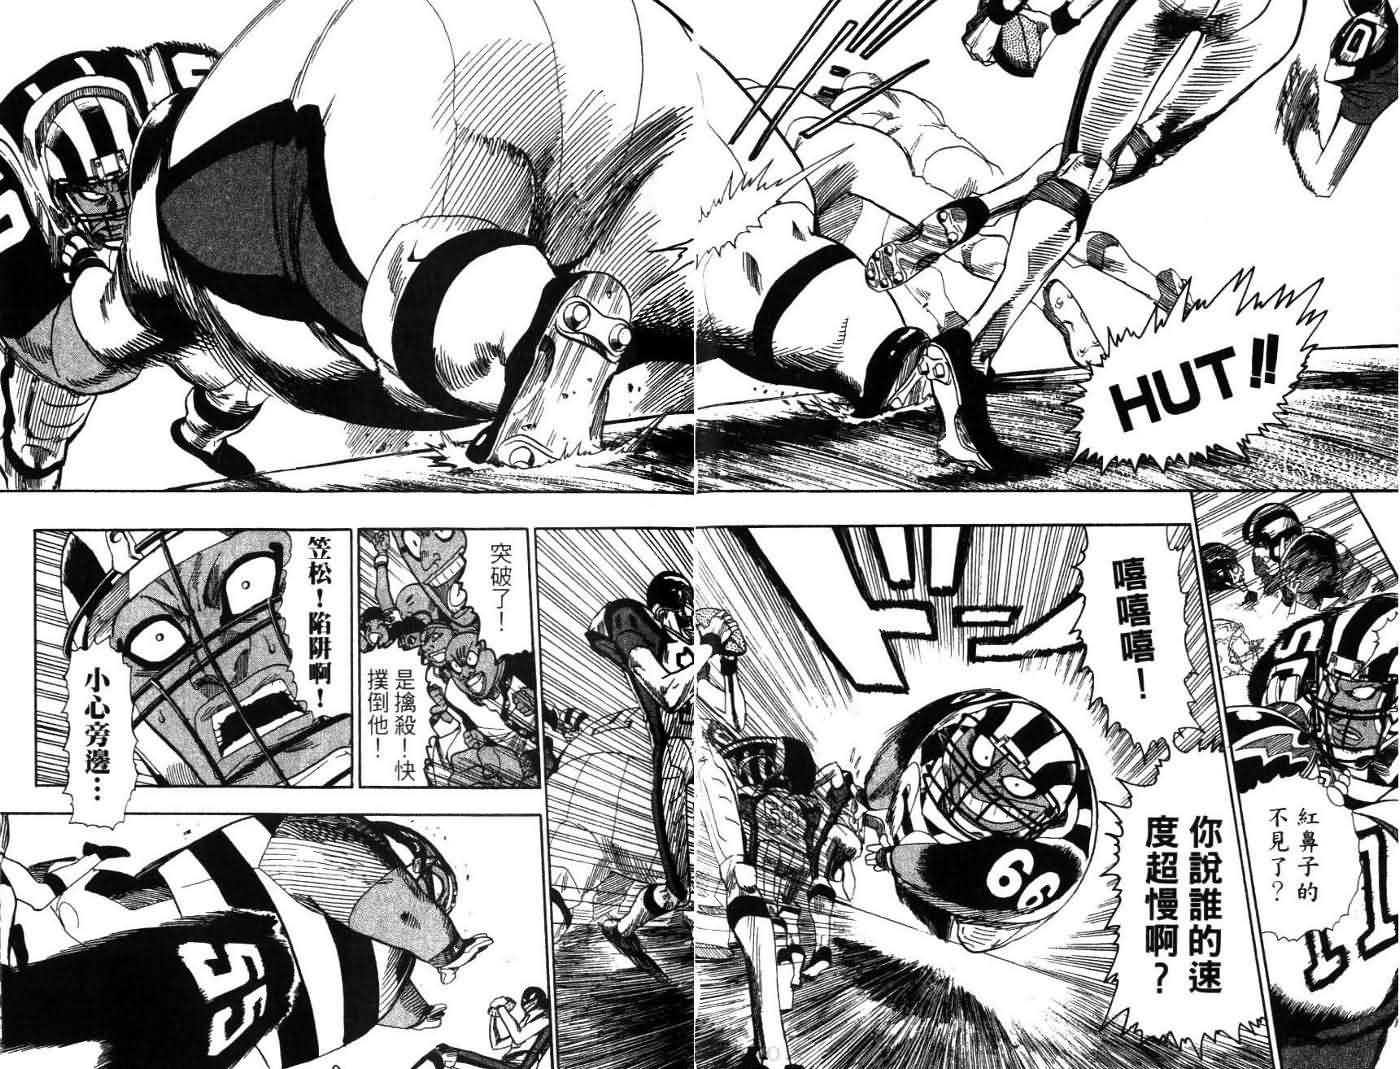 HUT!!
紅鼻子的
不見了?
嘻嘻嘻!
你說誰的速
度超慢啊?
66
突破了!
是擒殺!快
撲倒他!
笠松!陷阱啊!
小心旁邊…
55